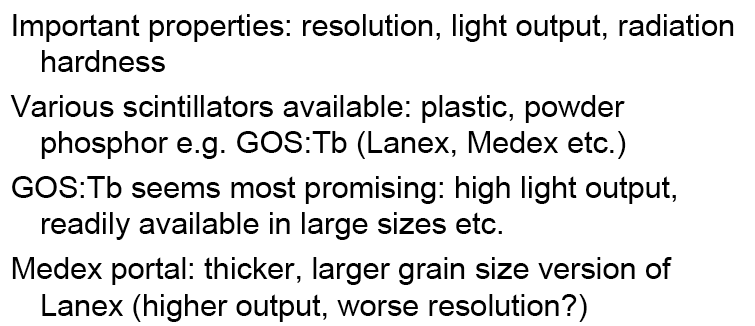 Important properties: resolution, light output, radiation
hardness
Various scintillators available: plastic, powder
phosphor e.g. GOS:Tb (Lanex, Medex etc.)
GOS:Tb seems most promising: high light output,
readily available in large sizes etc.
Medex portal: thicker, larger grain size version of
Lanex (higher output, worse resolution?)